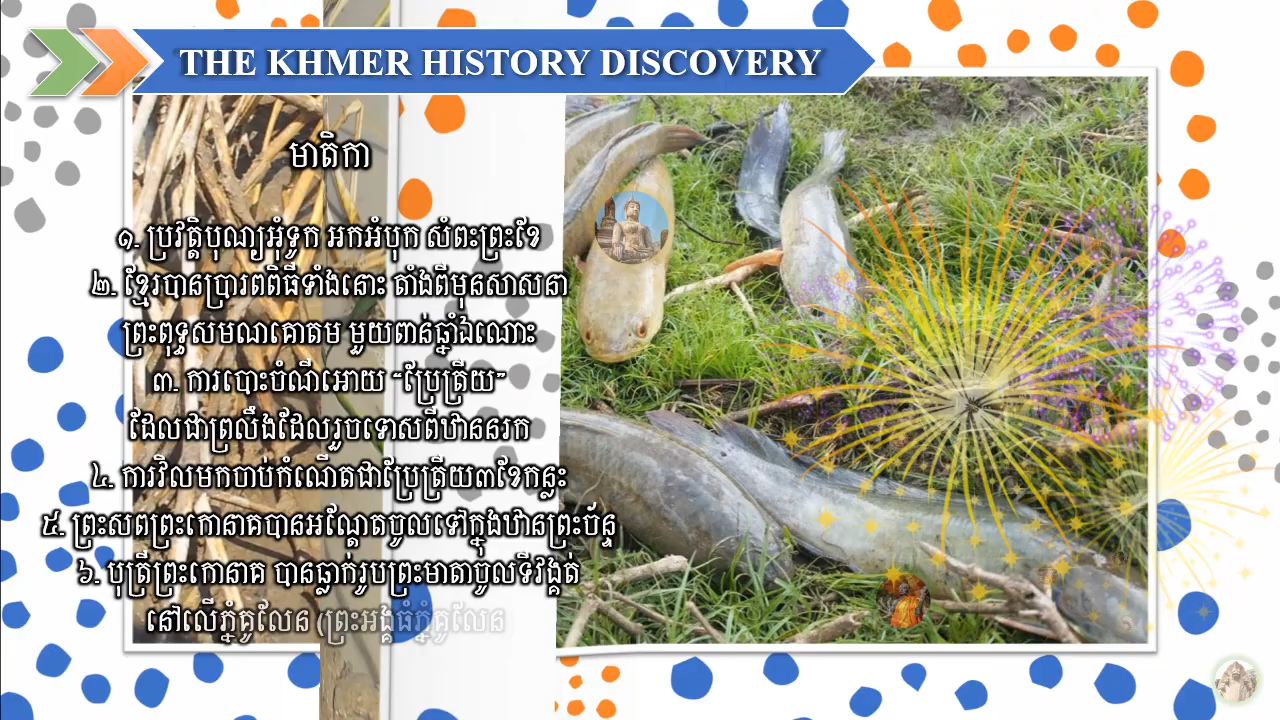 THE KHMER HISTORY DISCOVERY
មាតិកា
១. ប្រវត្តិបុណ្យអុំទូក អកអំបុក សំពះព្រះខែ
២. ខ្មែរបានប្រារពពិធីទាំងនោះ តាំងពីមុនសាសនា
ព្រះពុទ្ធសមណគោតម មួយពាន់ឆ្នាំឯណោះ
៣. ការបោះចំណីអោយ “ប្រែត្រីយ”
ដែលជាព្រលឹងដែលរួចទោសពីឋាននរក
៤. ការវិលមកចាប់កំណើតជាប្រែត្រីយ៣ខែកន្លះ
៥. ព្រះសពព្រះកោនាគបានអណ្តែតចូលទៅក្នុងឋានព្រះច័ន្ទ
៦. បុត្រីព្រះកោនាគ បានឆ្លាក់រូបព្រះមាតាចូលទីវង្គត់
នៅលើភ្នំគូលែន (ព្រះអង្គធំភ្នំគូលែន